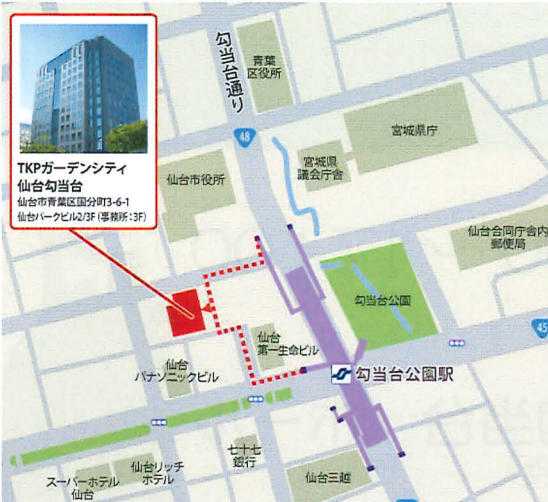 勾当台通り
青葉
区役所
48
宮城県庁
宮城県
議会庁舎
TKPガーデンシティ
仙台勾当台
仙台市青葉区国分町3-6-1
仙台パークビル2/3F (事務所:3F)
仙台市役所
仙台合同庁舎内
郵便局
勾当台公園
45
仙台
第一生命ビル
仙台
パナソニックビル
勾当台公園駅
七十七
銀行
仙台リッチ
ホテル
スーパーホテル
仙台
仙台三越